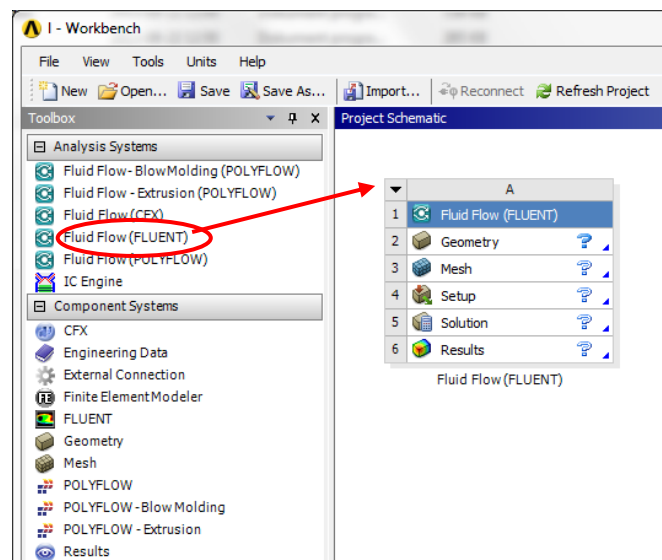 I - Workbench
File View Tools Units Help
New Open... Save Save As... Import... Reconnect Refresh Project
Toolbox
Project Schematic
Analysis Systems
Fluid Flow- BlowMolding (POLYFLOW)
Fluid Flow - Extrusion (POLYFLOW)
Fluid Flow (CFX)
Fluid Flow (FLUENT)
Fluid Flow (POLYFLOW)
IC Engine
Component Systems
CFX
Engineering Data
External Connection
Finite Element Modeler
FLUENT
Geometry
Mesh
POLYFLOW
POLYFLOW - Blow Molding
POLYFLOW - Extrusion
Results
A
1 Fluid Flow (FLUENT)
2 Geometry ?
3 Mesh ?
4 Setup ?
5 Solution ?
6 Results ?
Fluid Flow (FLUENT)